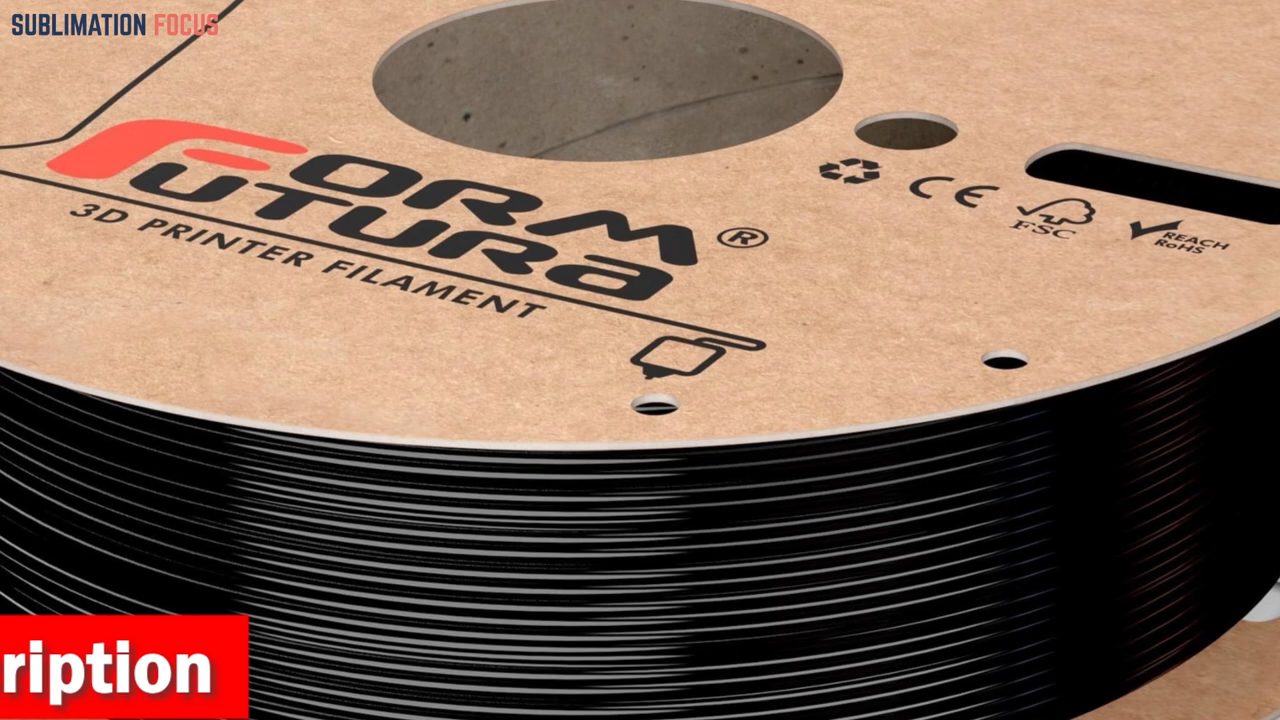 SUBLIMATION FOCUS
FORM
FUTURA ®
3D PRINTER FILAMENT
CE
FSC
REACH
RoHS
ription